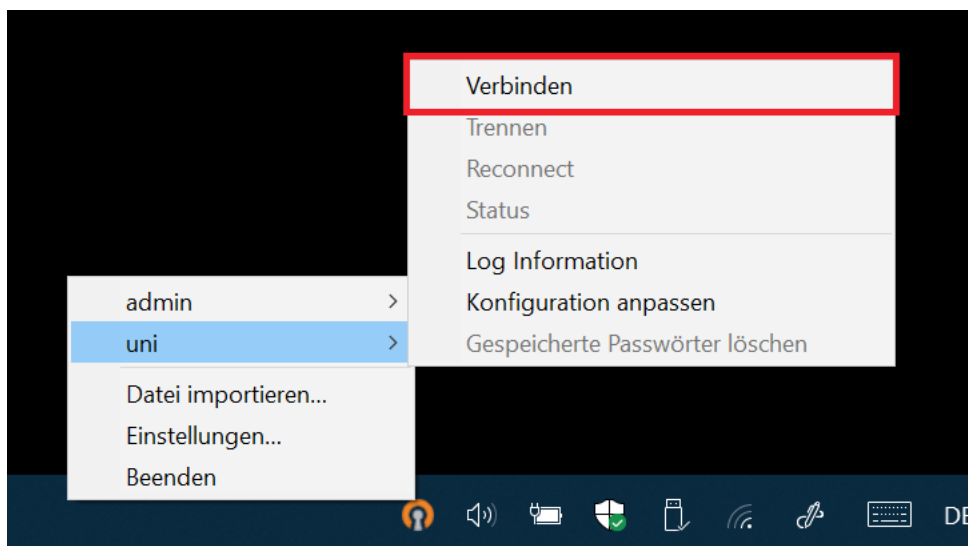 Verbinden
Trennen
Reconnect
Status
Log Information
Konfiguration anpassen
Gespeicherte Passwörter löschen
admin
uni
Datei importieren...
Einstellungen...
Beenden
DE